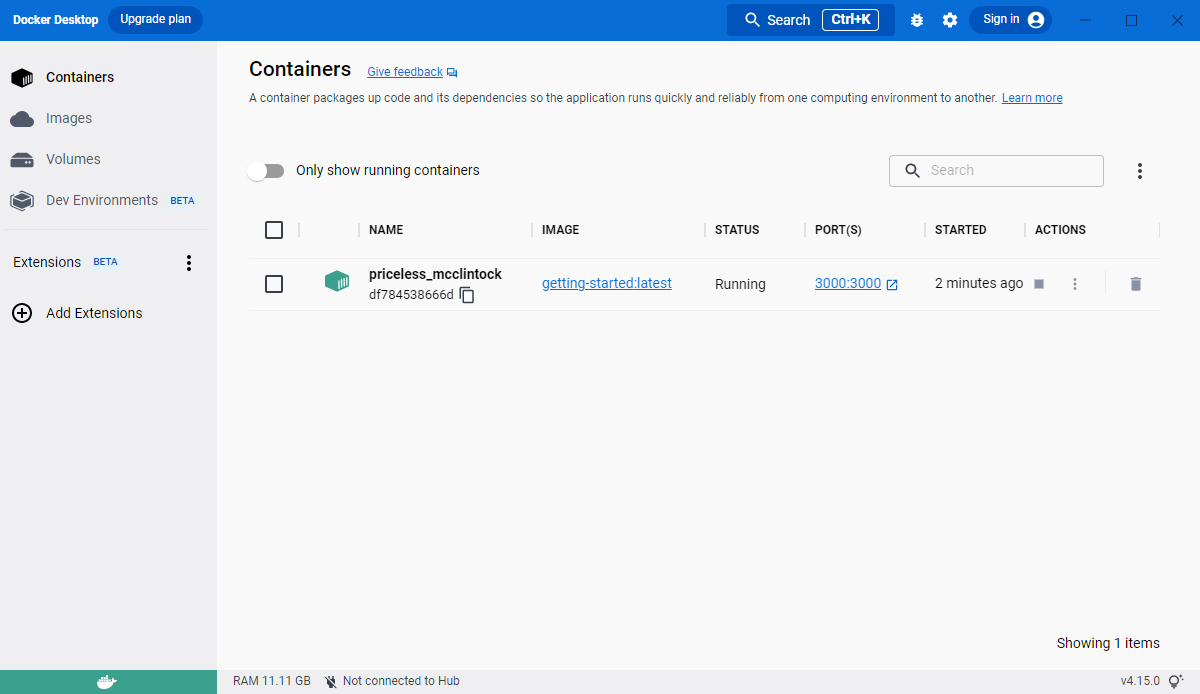 Docker Desktop Upgrade plan Search Ctrl+K Sign in
Containers
Images
Volumes
Dev Environments BETA
Extensions BETA
Add Extensions
Containers Give feedback
A container packages up code and its dependencies so the application runs quickly and reliably from one computing environment to another. Learn more
Only show running containers Search
NAME IMAGE STATUS PORT(S) STARTED ACTIONS
priceless_mcclintock
df784538666d getting-started:latest Running 3000:3000 2 minutes ago
Showing 1 items
RAM 11.11 GB Not connected to Hub v4.15.0